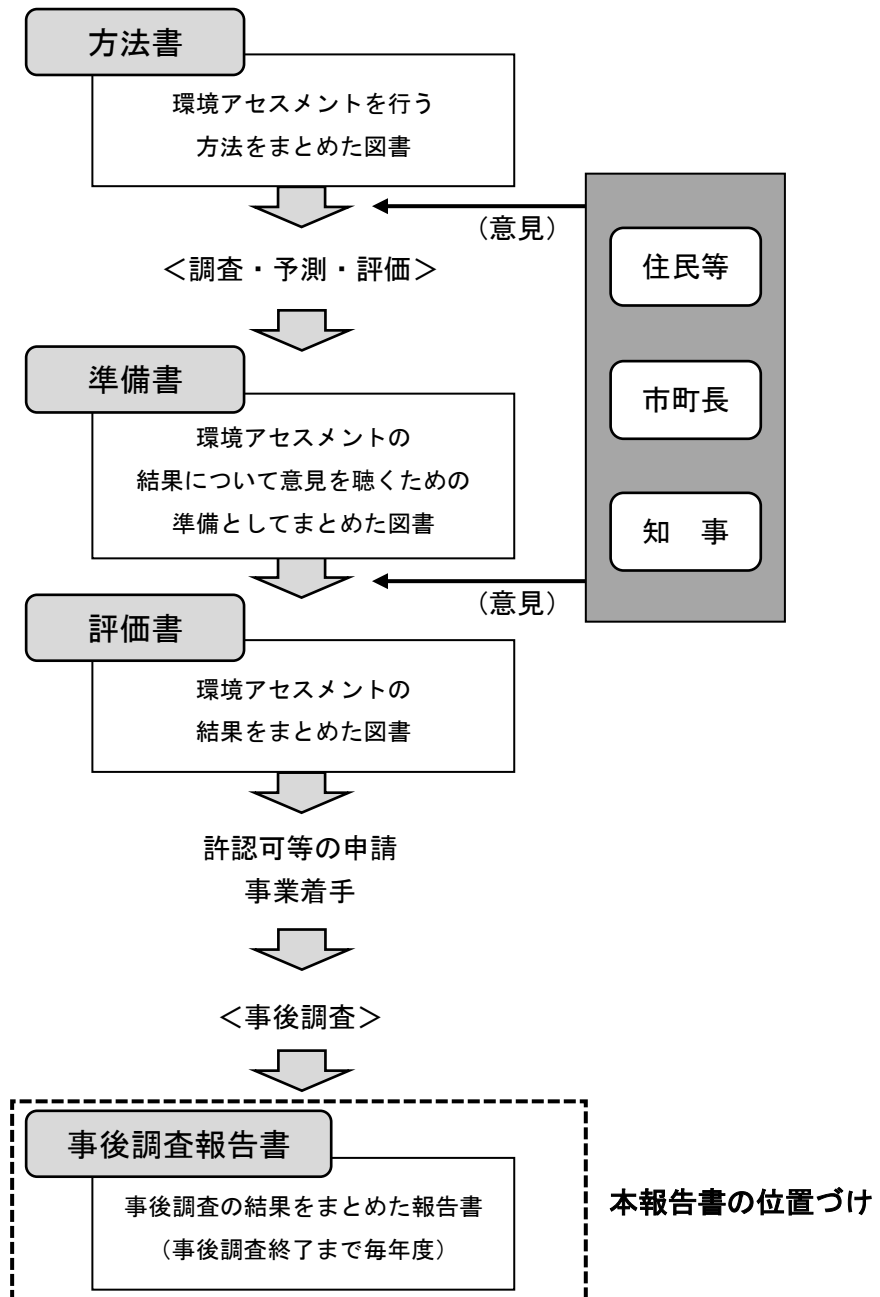 方法書
環境アセスメントを行う
方法をまとめた図書
（意見）
＜調査・予測・評価＞
住民等
市町長
知　事
準備書
環境アセスメントの
結果について意見を聴くための
準備としてまとめた図書
（意見）
評価書
環境アセスメントの
結果をまとめた図書
許認可等の申請
事業着手
＜事後調査＞
事後調査報告書
事後調査の結果をまとめた報告書
（事後調査終了まで毎年度）
本報告書の位置づけ